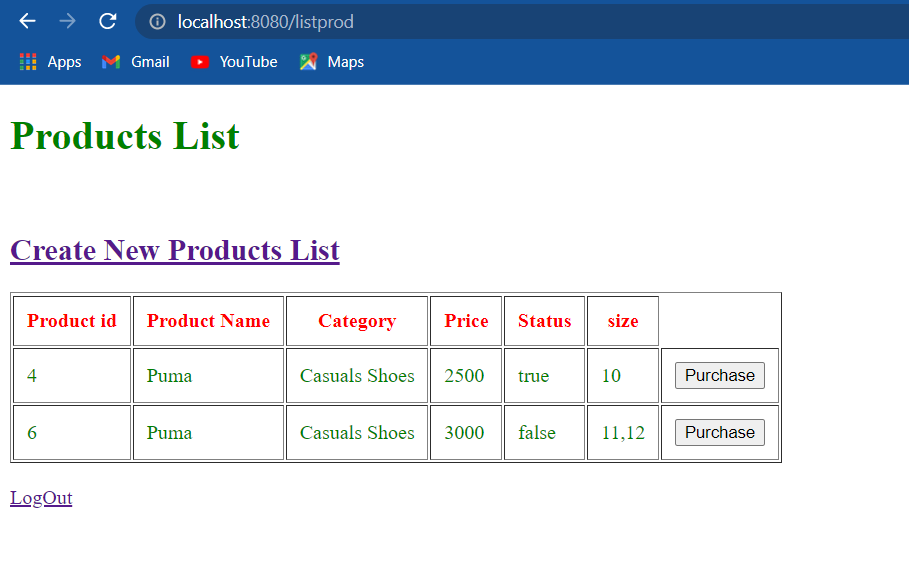 localhost:8080/listprod
Apps Gmail YouTube Maps
Products List
Create New Products List
Product id Product Name Category Price Status size
4 Puma Casuals Shoes 2500 true 10 Purchase
6 Puma Casuals Shoes 3000 false 11,12 Purchase
LogOut